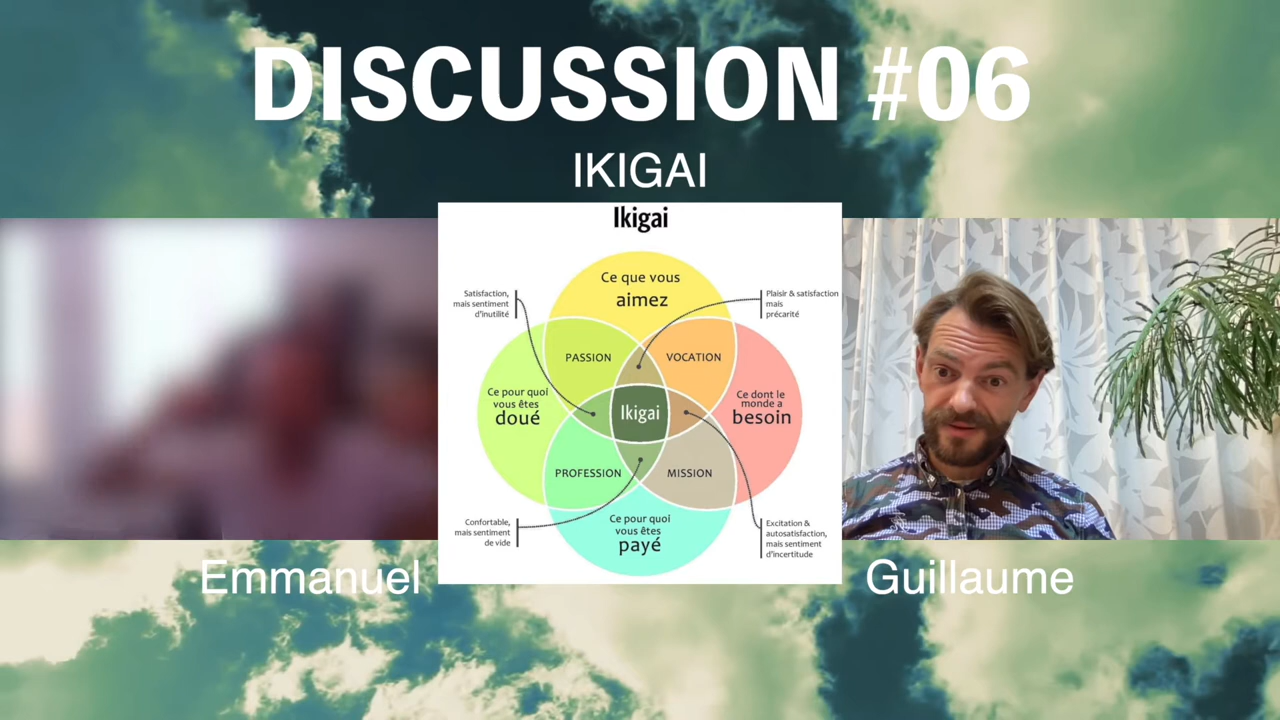 DISCUSSION #06
IKIGAI
Ikigai
Ce que vous
aimez
Satisfaction,
mais sentiment
d'inutilité
Plaisir & satisfaction
mais
précarité
PASSION
VOCATION
Ce pour quoi
vous êtes
doué
Ikigai
Ce dont le
monde a
besoin
PROFESSION
MISSION
Confortable,
mais sentiment
de vide
Ce pour quoi
vous êtes
payé
Excitation &
autosatisfaction,
mais sentiment
d'incertitude
Emmanuel
Guillaume